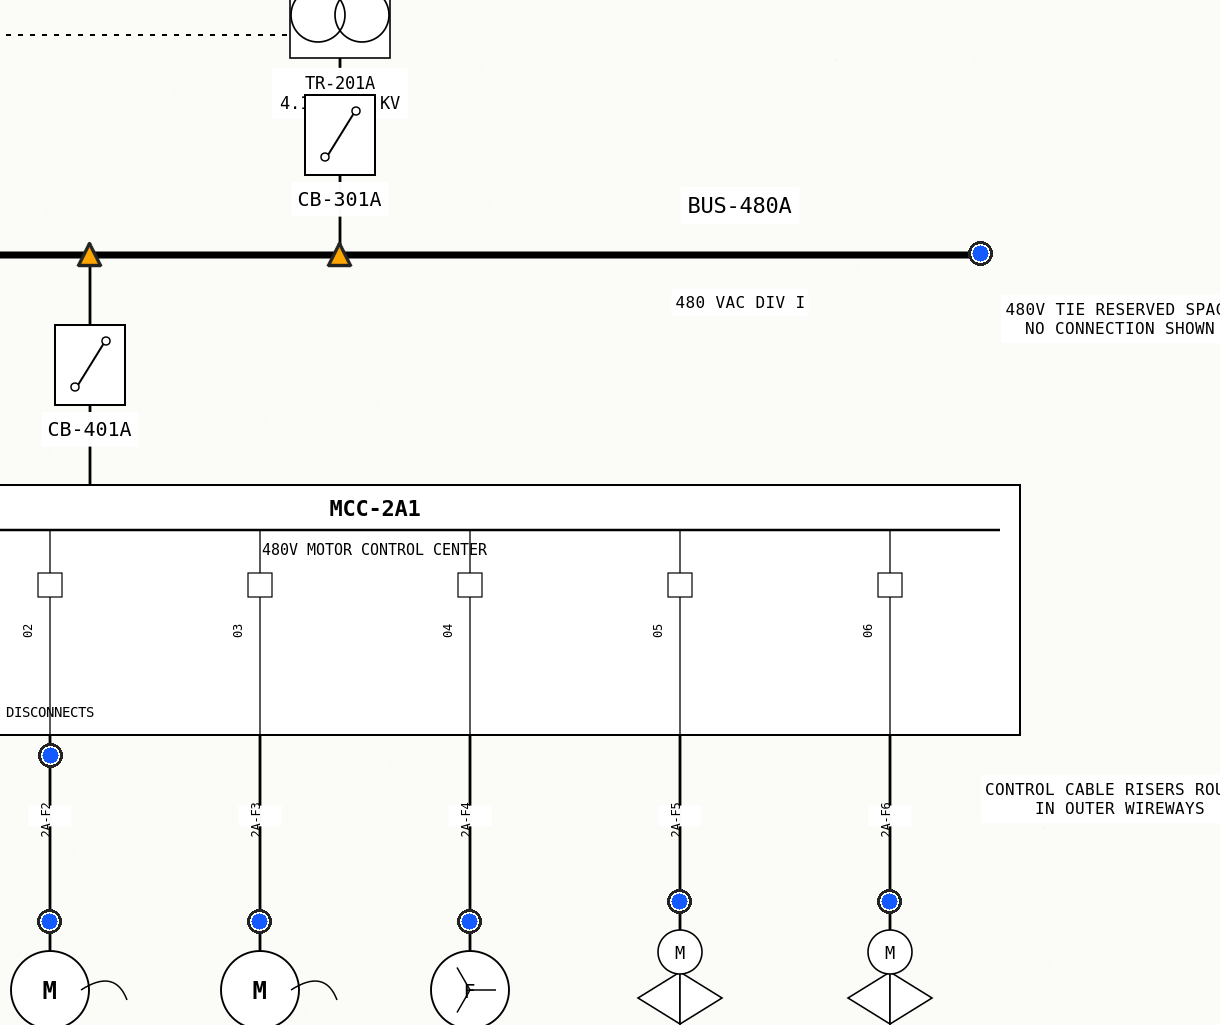 TR-201A
4.1 KV
CB-301A
BUS-480A
480 VAC DIV I
480V TIE RESERVED SPAC
NO CONNECTION SHOWN
CB-401A
MCC-2A1
480V MOTOR CONTROL CENTER
02
03
04
05
06
DISCONNECTS
CONTROL CABLE RISERS ROU
IN OUTER WIREWAYS
2A-F2
2A-F3
2A-F4
2A-F5
2A-F6
M
M
F
M
M